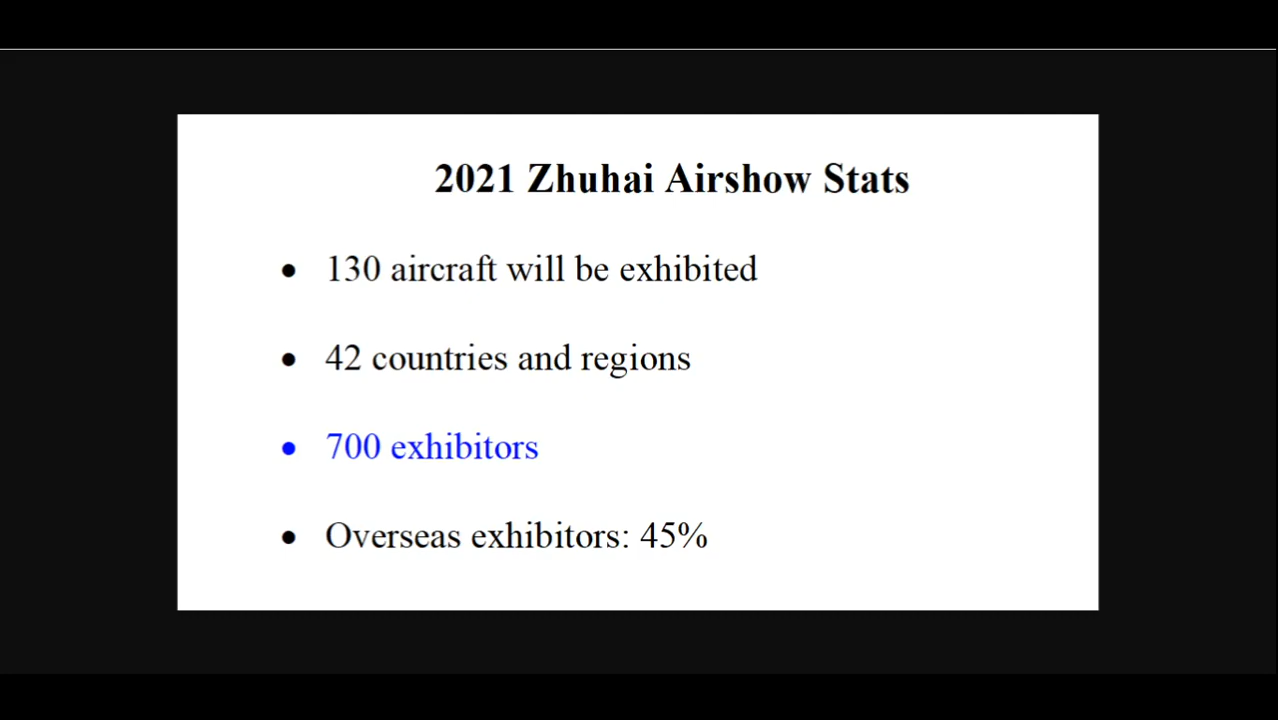 2021 Zhuhai Airshow Stats
• 130 aircraft will be exhibited
• 42 countries and regions
• 700 exhibitors
• Overseas exhibitors: 45%